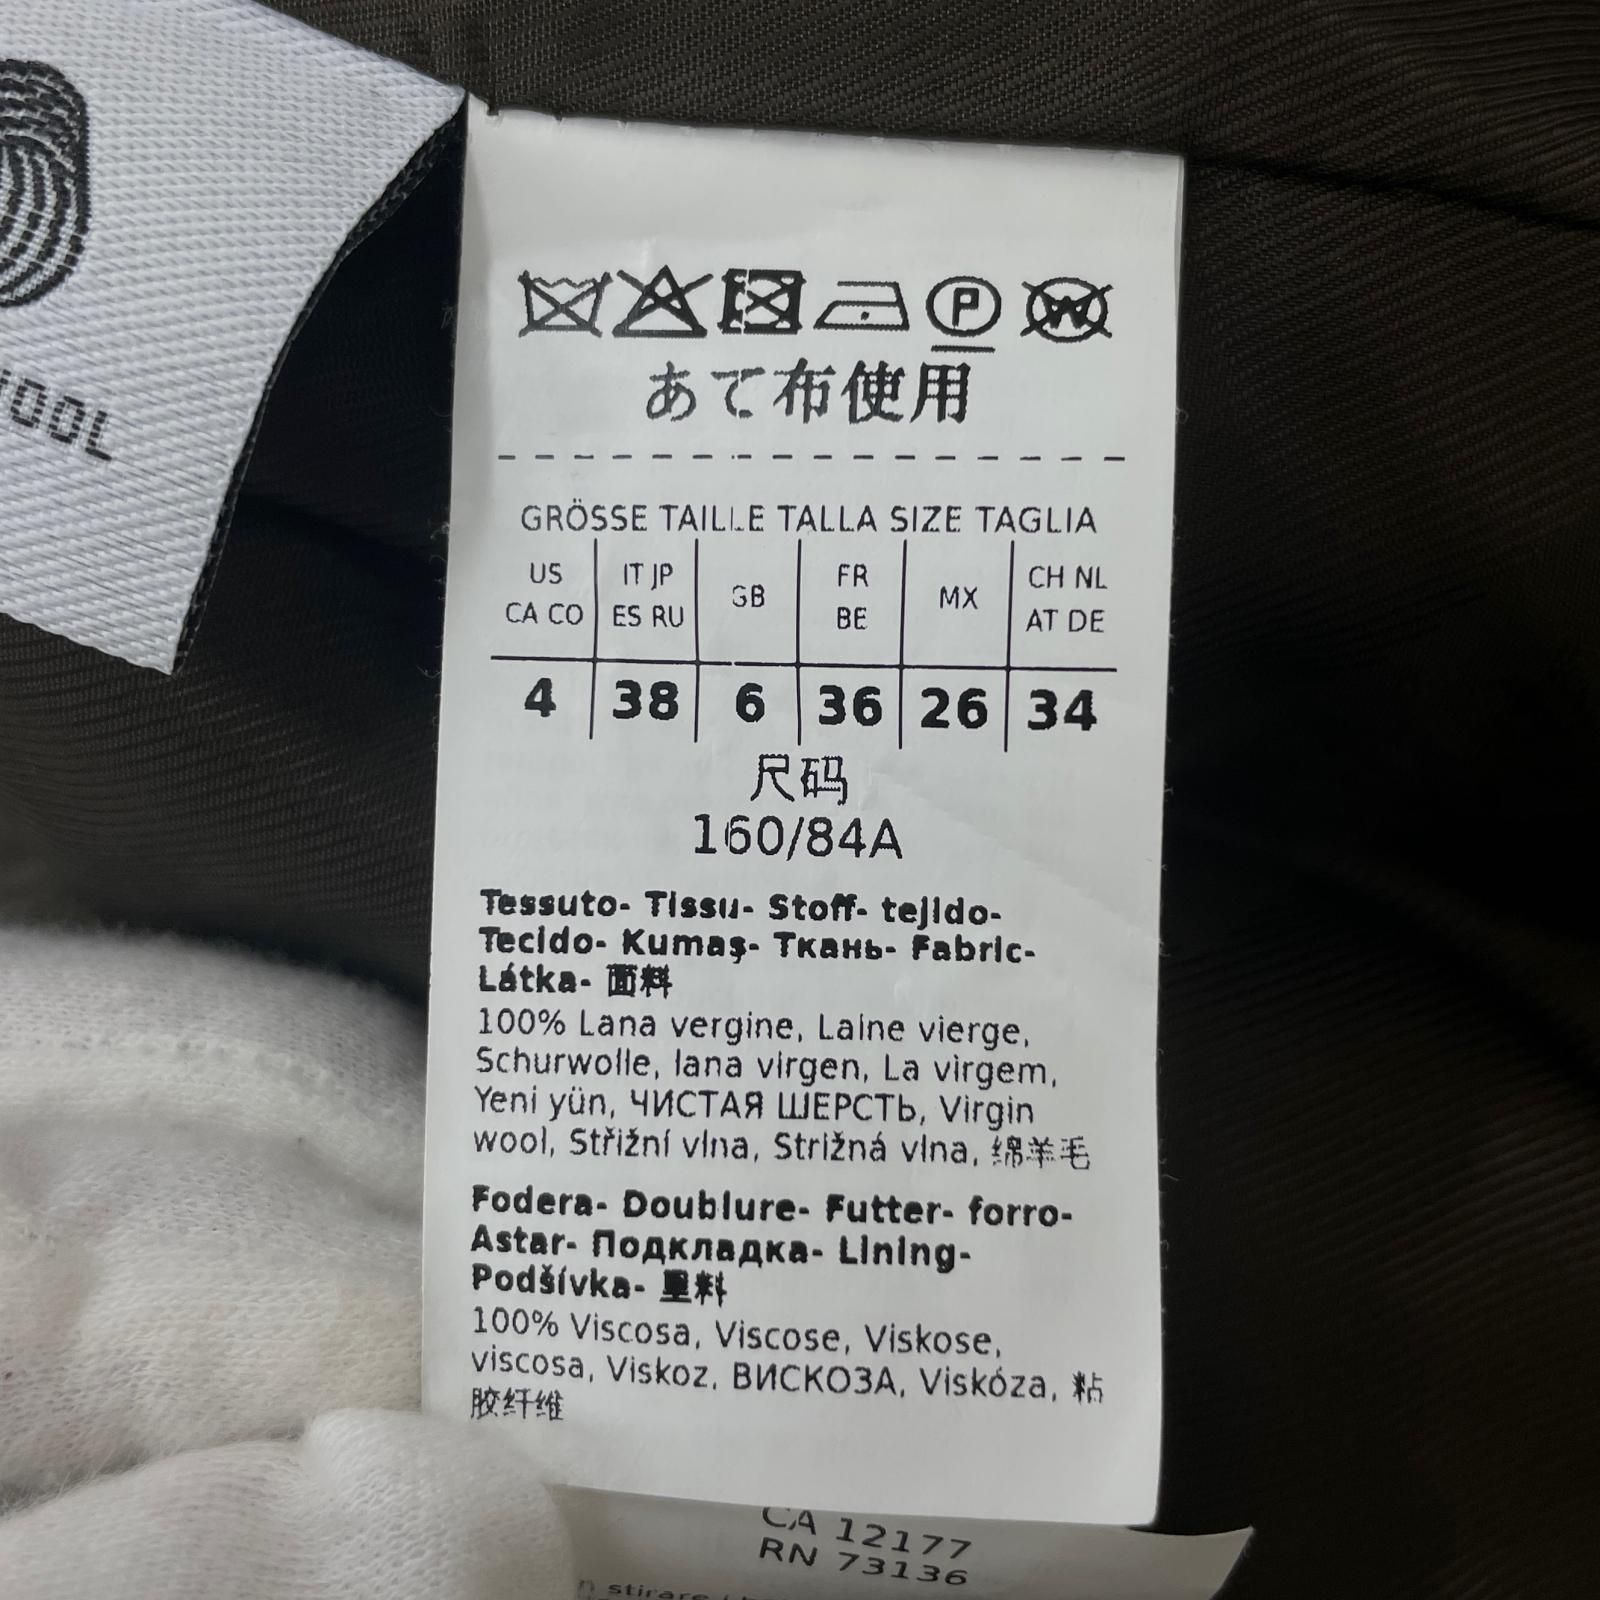 WOOL
P
W
あて布使用
GRÖSSE TAILLE TALLA SIZE TAGLIA
US CA CO
IT JP ES RU
GB
FR BE
MX
CH NL AT DE
4 38 6 36 26 34
尺码
160/84A
Tessuto- Tissu- Stoff- tejido-
Tecido- Kumaş- Ткань- Fabric-
Látka- 面料
100% Lana vergine, Laine vierge,
Schurwolle, lana virgen, La virgem,
Yeni yün, ЧИСТАЯ ШЕРСТЬ, Virgin
wool, Střižní vlna, Strižná vlna, 绵羊毛
Fodera- Doublure- Futter- forro-
Astar- Подкладка- Lining-
Podšívka- 里料
100% Viscosa, Viscose, Viskose,
viscosa, Viskoz, ВИСКОЗА, Viskóza, 粘
胶纤维
CA 12177
RN 73136
stirare